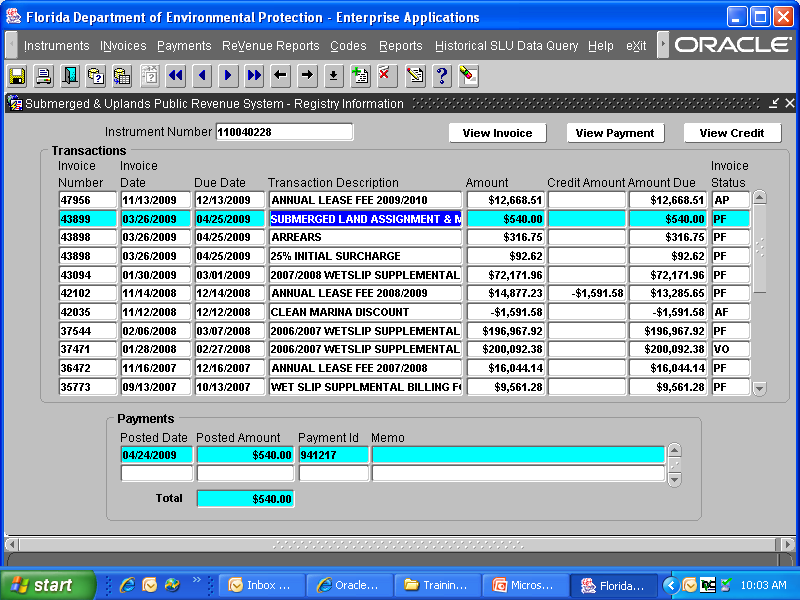 Florida Department of Environmental Protection - Enterprise Applications
Instruments INvoices Payments ReVenue Reports Codes Reports Historical SLU Data Query Help eXit ORACLE
Submerged & Uplands Public Revenue System - Registry Information
Instrument Number 110040228 View Invoice View Payment View Credit
Transactions
Invoice Invoice Invoice
Number Date Due Date Transaction Description Amount Credit Amount Amount Due Status
47956 11/13/2009 12/13/2009 ANNUAL LEASE FEE 2009/2010 $12,668.51 $12,668.51 AP
43899 03/26/2009 04/25/2009 SUBMERGED LAND ASSIGNMENT & M $540.00 $540.00 PF
43898 03/26/2009 04/25/2009 ARREARS $316.75 $316.75 PF
43898 03/26/2009 04/25/2009 25% INITIAL SURCHARGE $92.62 $92.62 PF
43094 01/30/2009 03/01/2009 2007/2008 WETSLIP SUPPLEMENTAL $72,171.96 $72,171.96 PF
42102 11/14/2008 12/14/2008 ANNUAL LEASE FEE 2008/2009 $14,877.23 -$1,591.58 $13,285.65 PF
42035 11/12/2008 12/12/2008 CLEAN MARINA DISCOUNT -$1,591.58 -$1,591.58 AF
37544 02/06/2008 03/07/2008 2006/2007 WETSLIP SUPPLEMENTAL $196,967.92 $196,967.92 PF
37471 01/28/2008 02/27/2008 2006/2007 WETSLIP SUPPLEMENTAL $200,092.38 $200,092.38 VO
36472 11/16/2007 12/16/2007 ANNUAL LEASE FEE 2007/2008 $16,044.14 $16,044.14 PF
35773 09/13/2007 10/13/2007 WET SLIP SUPPLMENTAL BILLING FO $9,561.28 $9,561.28 PF
Payments
Posted Date Posted Amount Payment Id Memo
04/24/2009 $540.00 941217
Total $540.00
start Inbox ... Oracle... Trainin... Micros... Florida... 10:03 AM